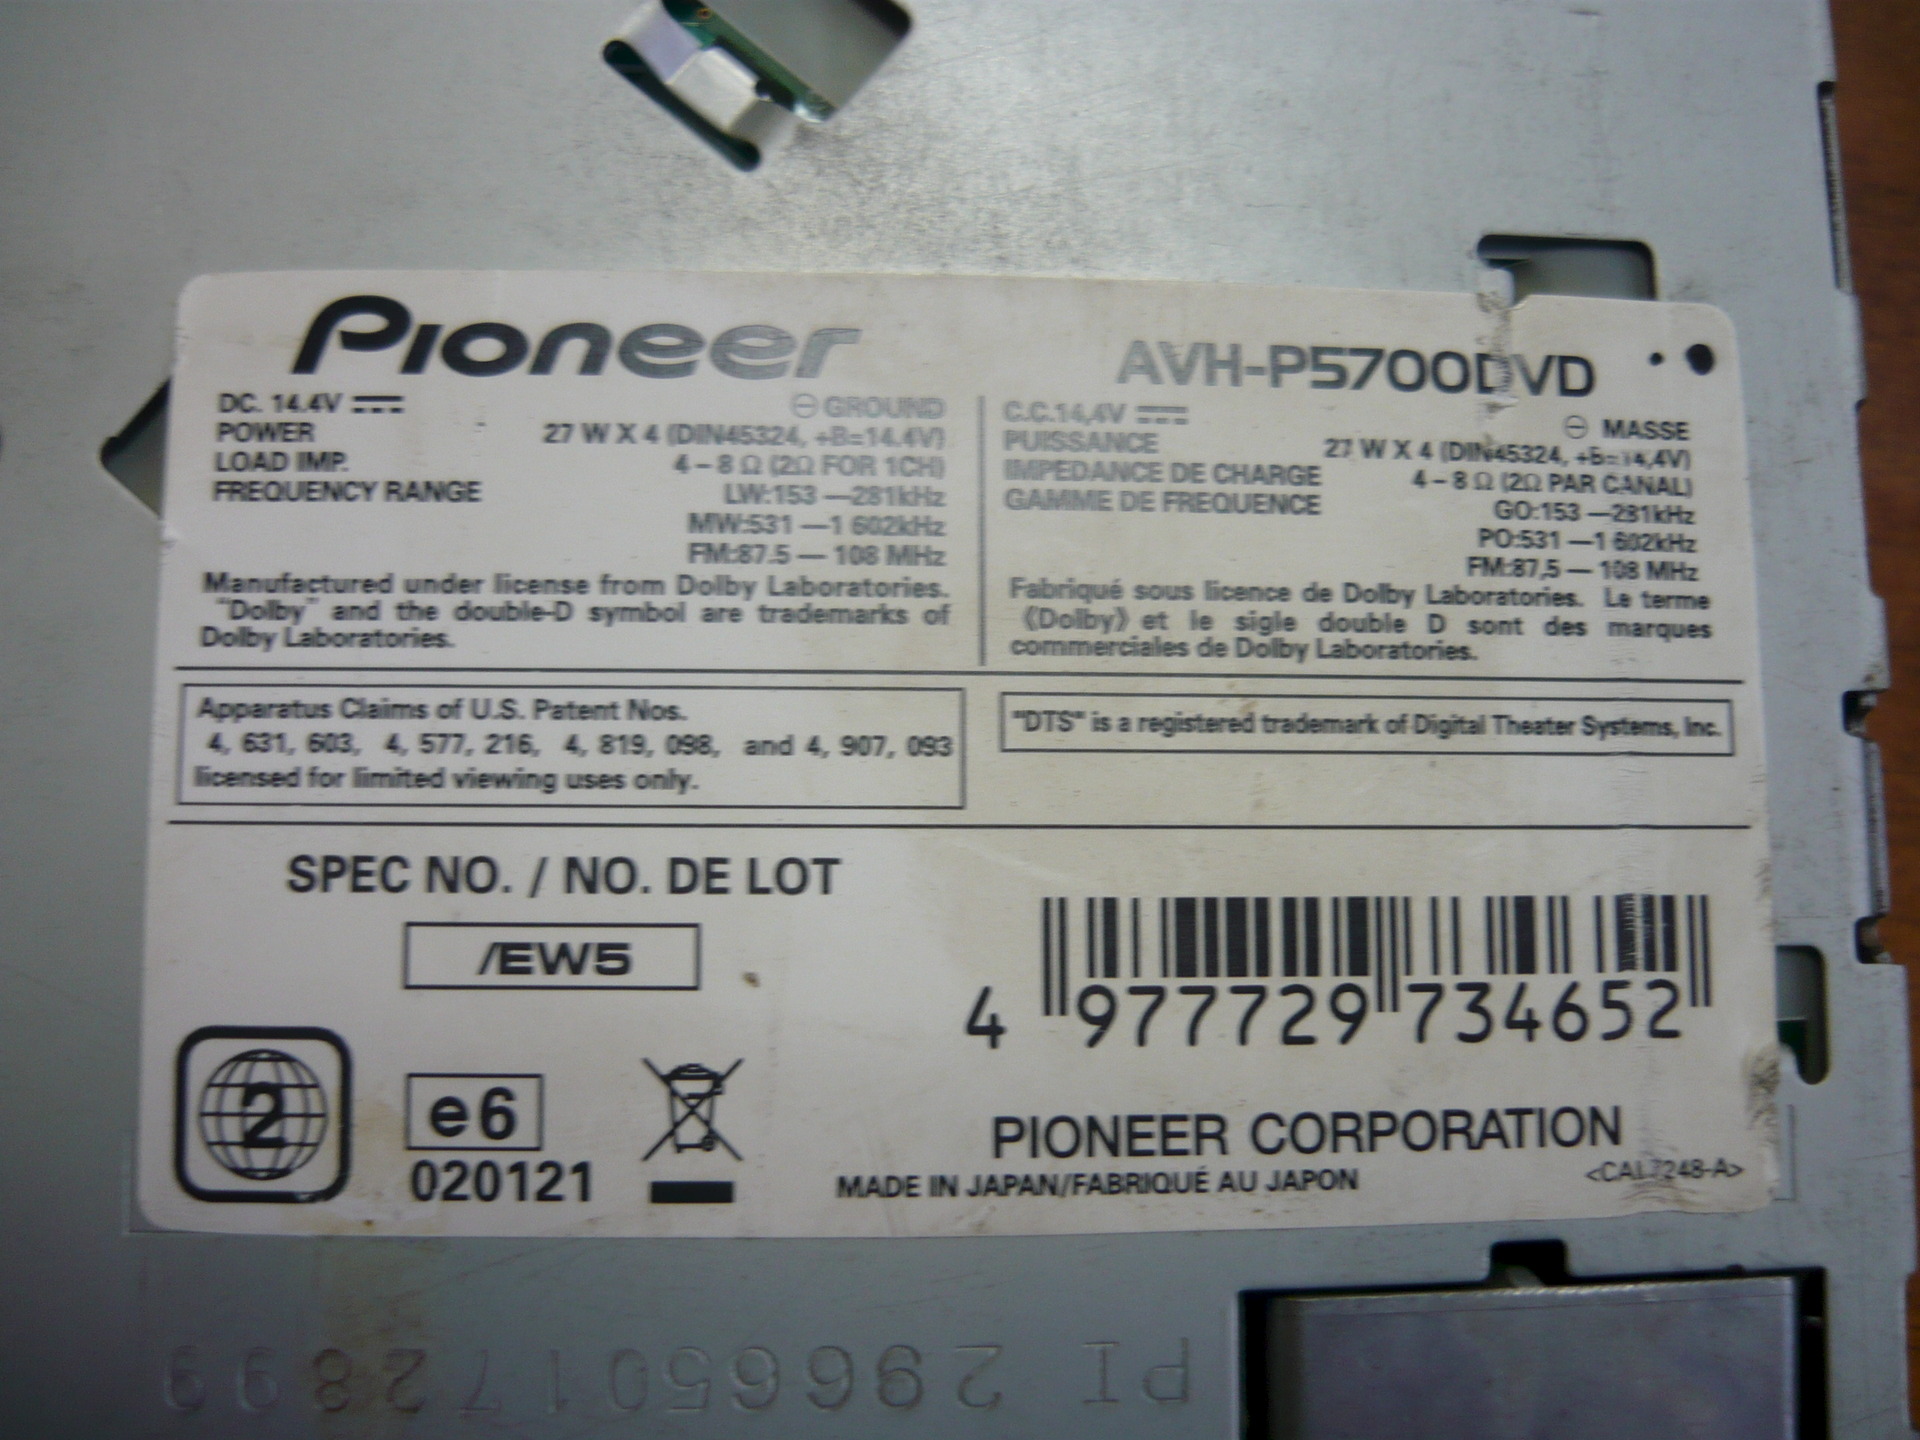 Pioneer
AVH-P5700DVD
DC. 14.4V
⊖ GROUND
POWER 27 W X 4 (DIN45324, +B=14.4V)
LOAD IMP. 4 – 8 Ω (2Ω FOR 1CH)
FREQUENCY RANGE LW:153 — 281kHz
MW:531 — 1 602kHz
FM:87.5 — 108 MHz
Manufactured under license from Dolby Laboratories.
"Dolby" and the double-D symbol are trademarks of
Dolby Laboratories.
C.C.14,4V
⊖ MASSE
PUISSANCE 27 W X 4 (DIN45324, +B=14,4V)
IMPEDANCE DE CHARGE 4 – 8 Ω (2Ω PAR CANAL)
GAMME DE FREQUENCE GO:153 — 281kHz
PO:531 — 1 602kHz
FM:87,5 — 108 MHz
Fabriqué sous licence de Dolby Laboratories. Le terme
《Dolby》 et le sigle double D sont des marques
commerciales de Dolby Laboratories.
Apparatus Claims of U.S. Patent Nos.
4, 631, 603, 4, 577, 216, 4, 819, 098, and 4, 907, 093
licensed for limited viewing uses only.
"DTS" is a registered trademark of Digital Theater Systems, Inc.
SPEC NO. / NO. DE LOT
/EW5
4 977729 734652
2
e6
020121
PIONEER CORPORATION
MADE IN JAPAN/FABRIQUÉ AU JAPON
<CAL7248-A>
PI 296650172899